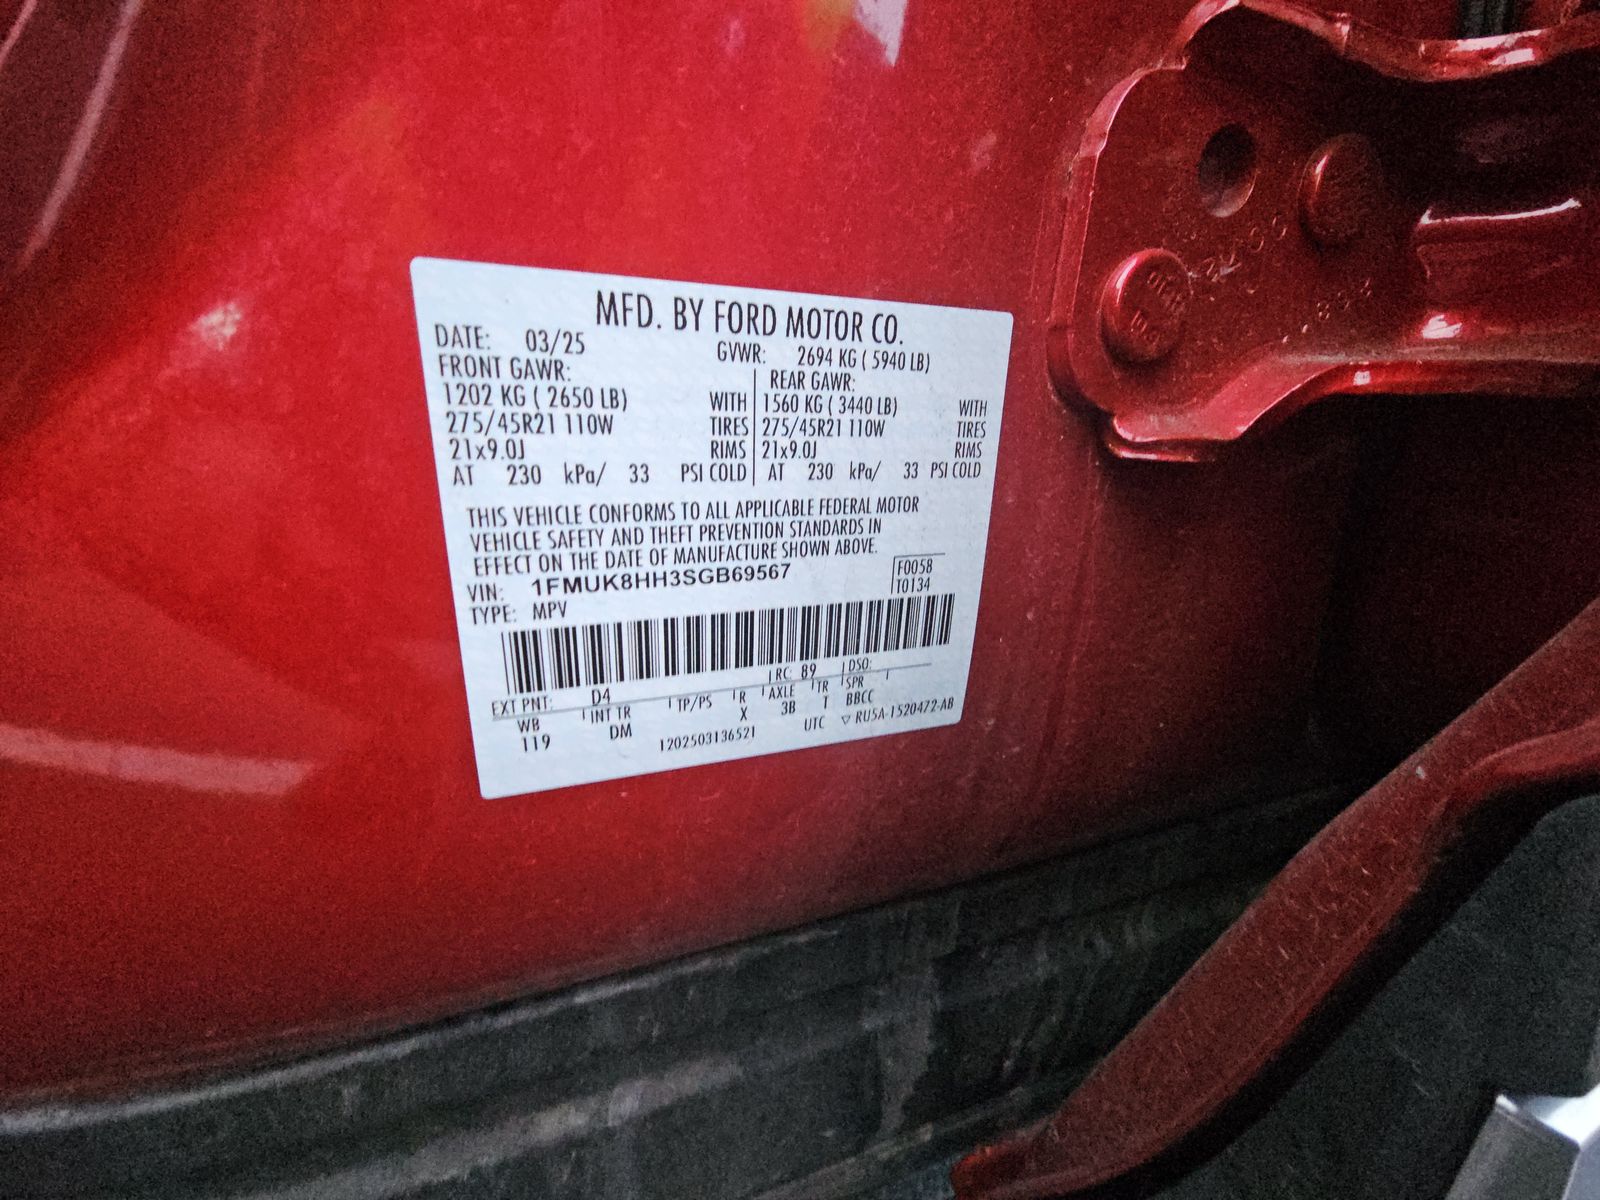 MFD. BY FORD MOTOR CO.
DATE: 03/25 GVWR: 2694 KG ( 5940 LB)
FRONT GAWR: REAR GAWR:
1202 KG ( 2650 LB) WITH 1560 KG ( 3440 LB) WITH
275/45R21 110W TIRES 275/45R21 110W TIRES
21x9.0J RIMS 21x9.0J RIMS
AT 230 kPa/ 33 PSI COLD AT 230 kPa/ 33 PSI COLD
THIS VEHICLE CONFORMS TO ALL APPLICABLE FEDERAL MOTOR
VEHICLE SAFETY AND THEFT PREVENTION STANDARDS IN
EFFECT ON THE DATE OF MANUFACTURE SHOWN ABOVE.
VIN: 1FMUK8HH3SGB69567 F0058
TYPE: MPV T0134
EXT PNT: D4 RC: 89 DSO:
WB INT TR TP/PS R AXLE TR SPR
119 DM X 3B T BBCC
1202503136521 UTC ▽ RU5A-1520472-AB